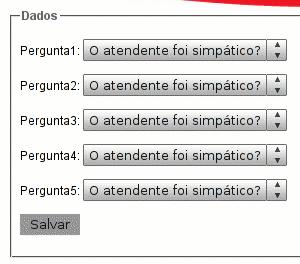 Dados
Pergunta1: O atendente foi simpático?
Pergunta2: O atendente foi simpático?
Pergunta3: O atendente foi simpático?
Pergunta4: O atendente foi simpático?
Pergunta5: O atendente foi simpático?
Salvar